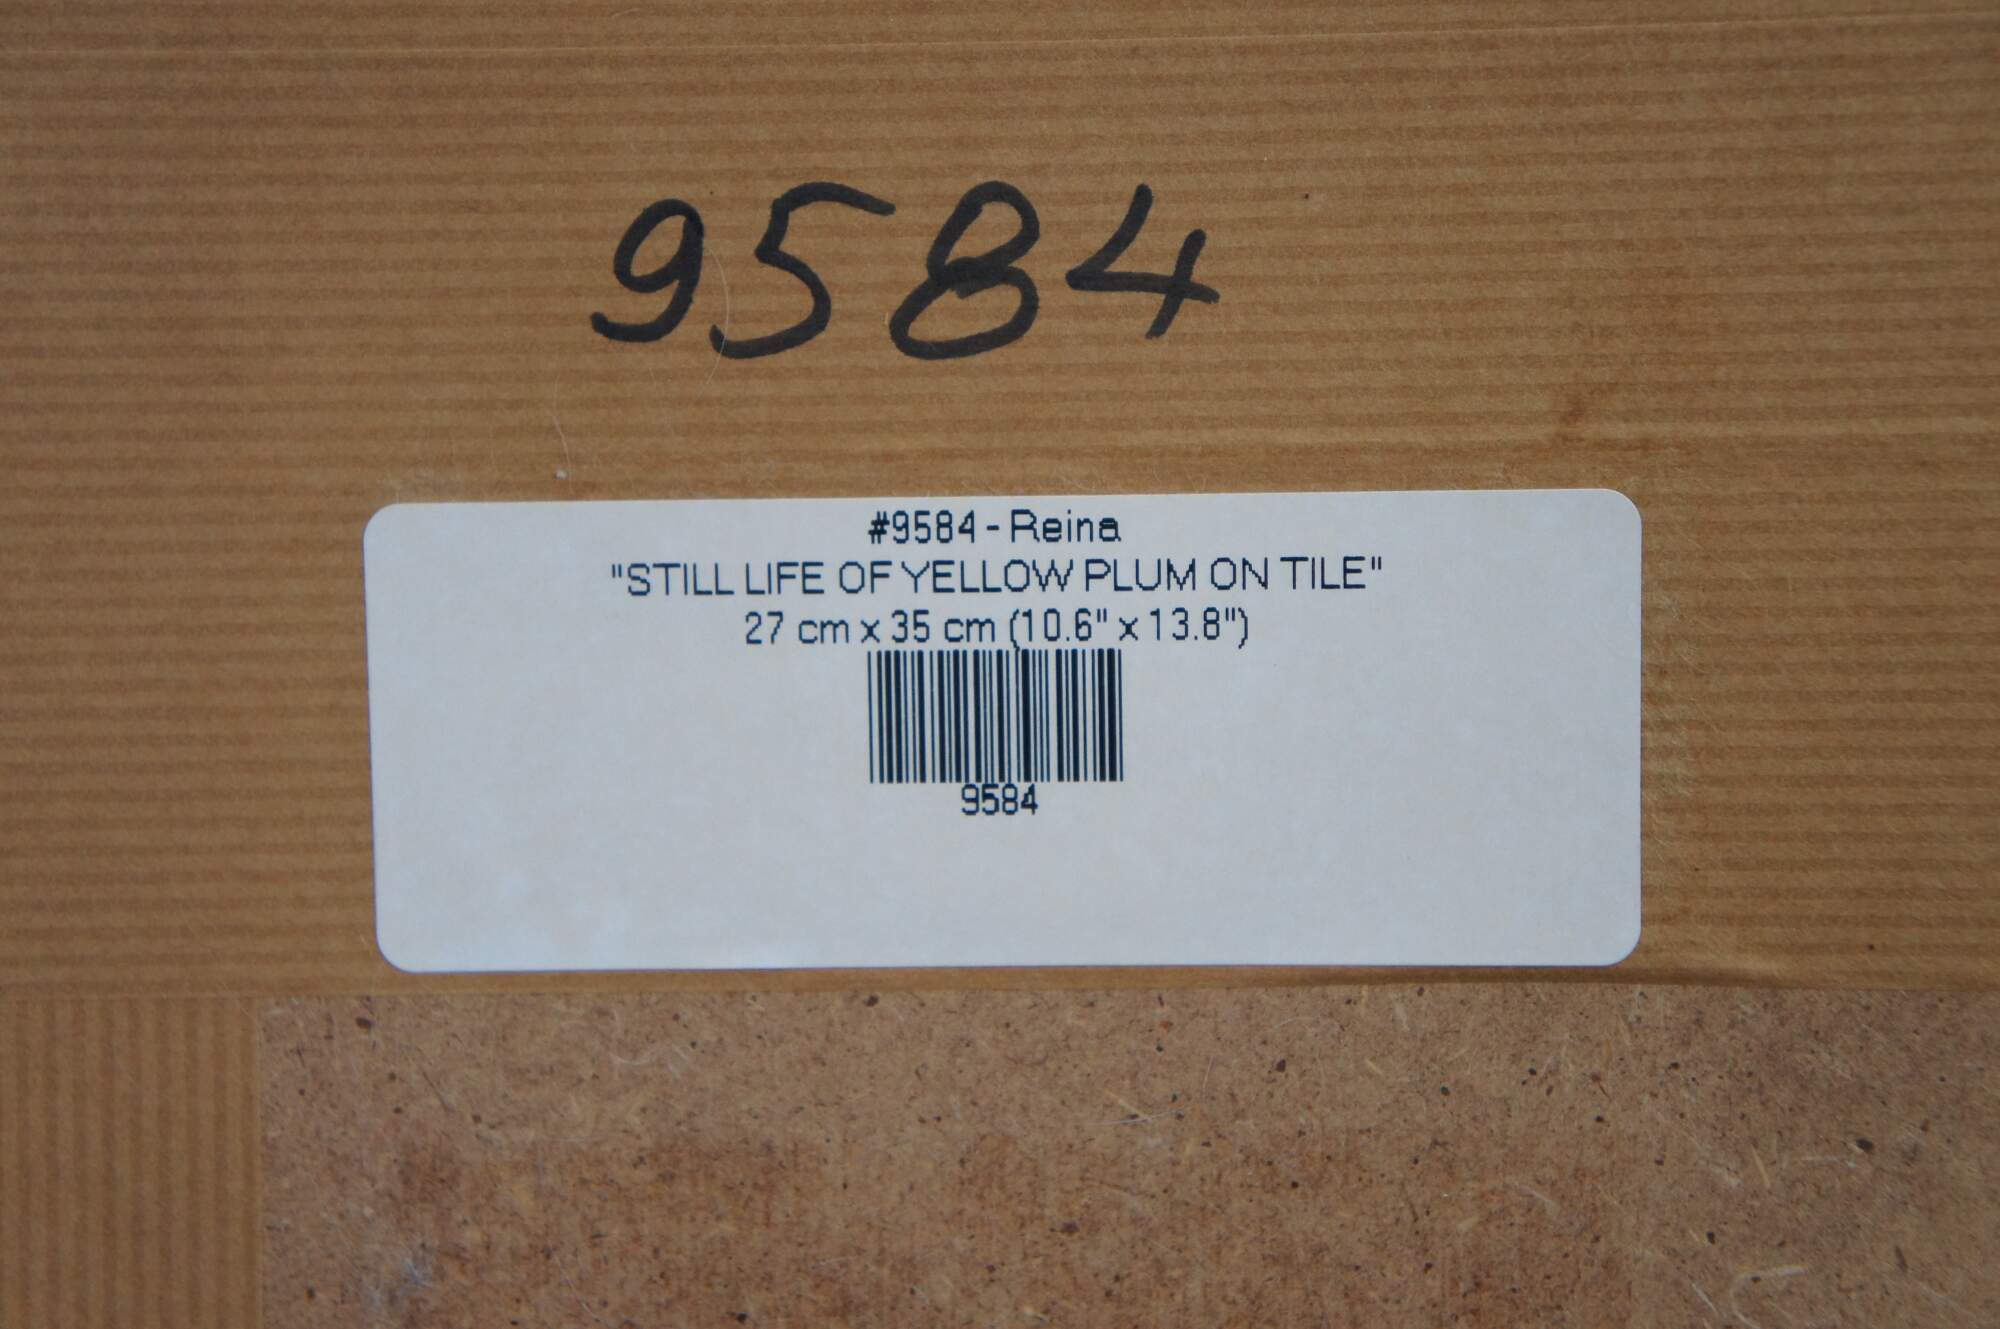 9584
#9584 - Reina
"STILL LIFE OF YELLOW PLUM ON TILE"
27 cm x 35 cm (10.6" x 13.8")
9584